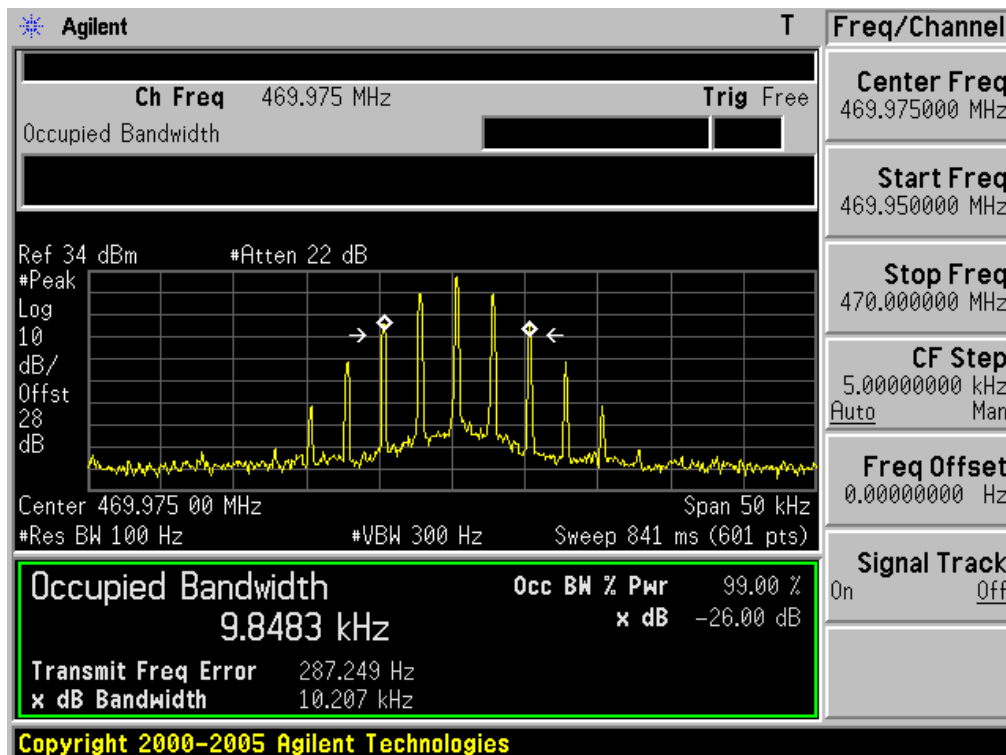 Agilent T Freq/Channel
Ch Freq 469.975 MHz Trig Free
Occupied Bandwidth
Center Freq
469.975000 MHz
Start Freq
469.950000 MHz
Stop Freq
470.000000 MHz
CF Step
5.00000000 kHz
Auto Man
Freq Offset
0.00000000 Hz
Signal Track
On Off
Ref 34 dBm #Atten 22 dB
#Peak
Log
10
dB/
Offst
28
dB
Center 469.975 00 MHz Span 50 kHz
#Res BW 100 Hz #VBW 300 Hz Sweep 841 ms (601 pts)
Occupied Bandwidth Occ BW % Pwr 99.00 %
9.8483 kHz x dB -26.00 dB
Transmit Freq Error 287.249 Hz
x dB Bandwidth 10.207 kHz
Copyright 2000-2005 Agilent Technologies